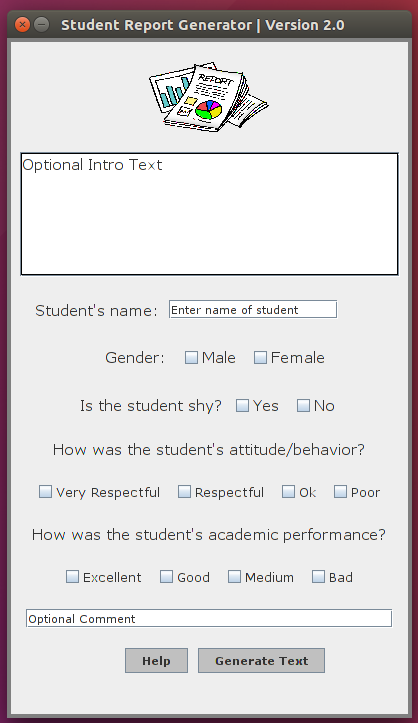 Student Report Generator | Version 2.0
REPORT
Optional Intro Text
Student's name: Enter name of student
Gender: Male Female
Is the student shy? Yes No
How was the student's attitude/behavior?
Very Respectful Respectful Ok Poor
How was the student's academic performance?
Excellent Good Medium Bad
Optional Comment
Help Generate Text